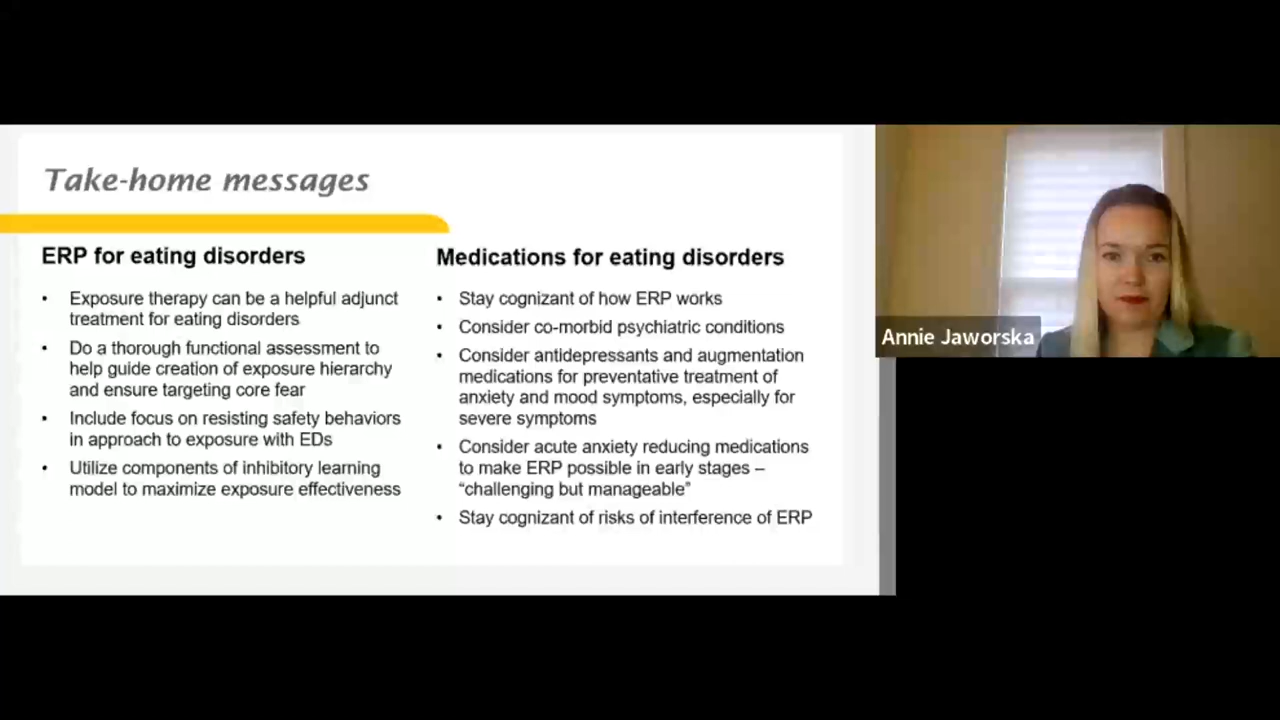 Take-home messages
ERP for eating disorders
• Exposure therapy can be a helpful adjunct
treatment for eating disorders
• Do a thorough functional assessment to
help guide creation of exposure hierarchy
and ensure targeting core fear
• Include focus on resisting safety behaviors
in approach to exposure with EDs
• Utilize components of inhibitory learning
model to maximize exposure effectiveness
Medications for eating disorders
• Stay cognizant of how ERP works
• Consider co-morbid psychiatric conditions
• Consider antidepressants and augmentation
medications for preventative treatment of
anxiety and mood symptoms, especially for
severe symptoms
• Consider acute anxiety reducing medications
to make ERP possible in early stages –
“challenging but manageable”
• Stay cognizant of risks of interference of ERP
Annie Jaworska